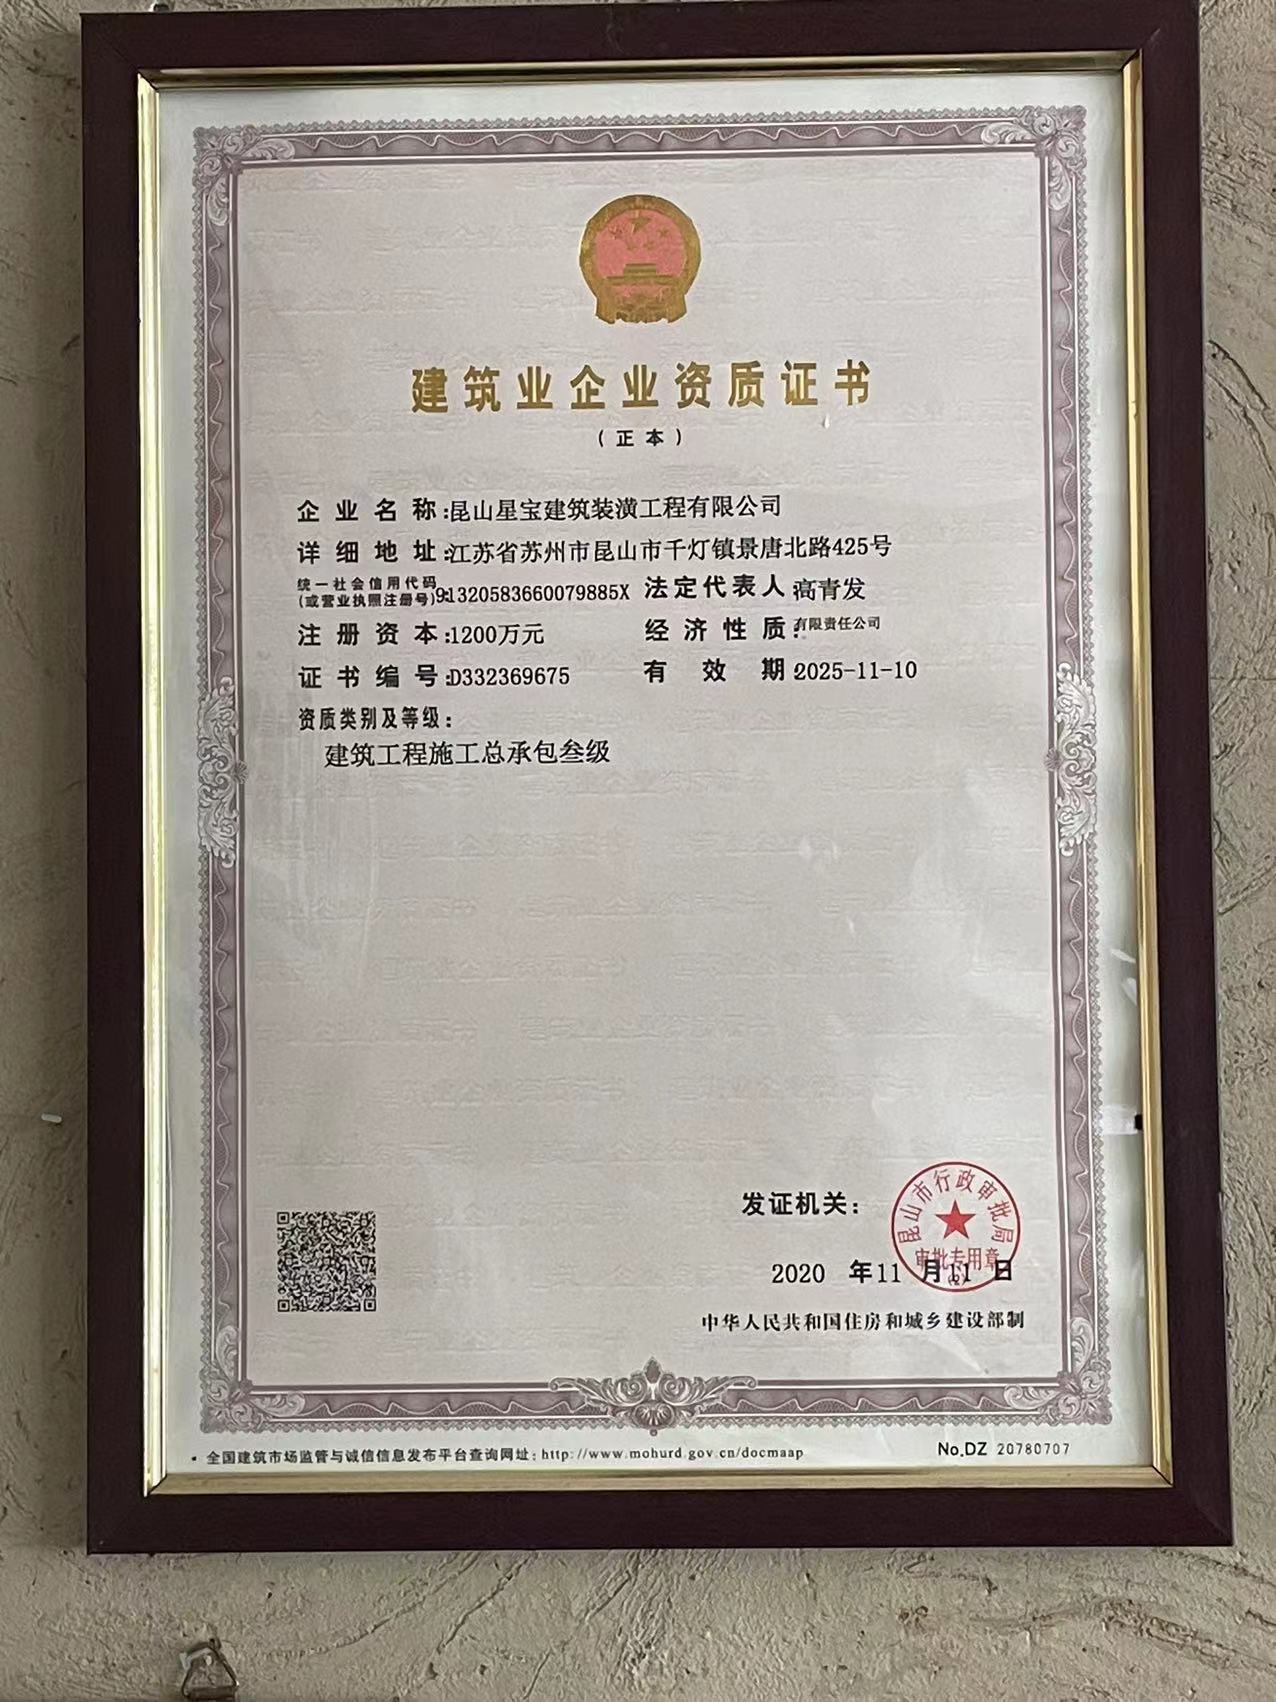 建筑业企业资质证书
(正本)
企业名称:昆山星宝建筑装潢工程有限公司
详细地址:江苏省苏州市昆山市千灯镇景唐北路425号
统一社会信用代码
(或营业执照注册号):91320583660079885X 法定代表人:高青发
注册资本:1200万元 经济性质:有限责任公司
证书编号:D332369675 有效期:2025-11-10
资质类别及等级:
建筑工程施工总承包叁级
发证机关:
昆山市行政审批局
审批专用章
(2)
2020 年11 月11 日
中华人民共和国住房和城乡建设部制
全国建筑市场监管与诚信信息发布平台查询网址:http://www.mohurd.gov.cn/docmaap
No.DZ 20780707